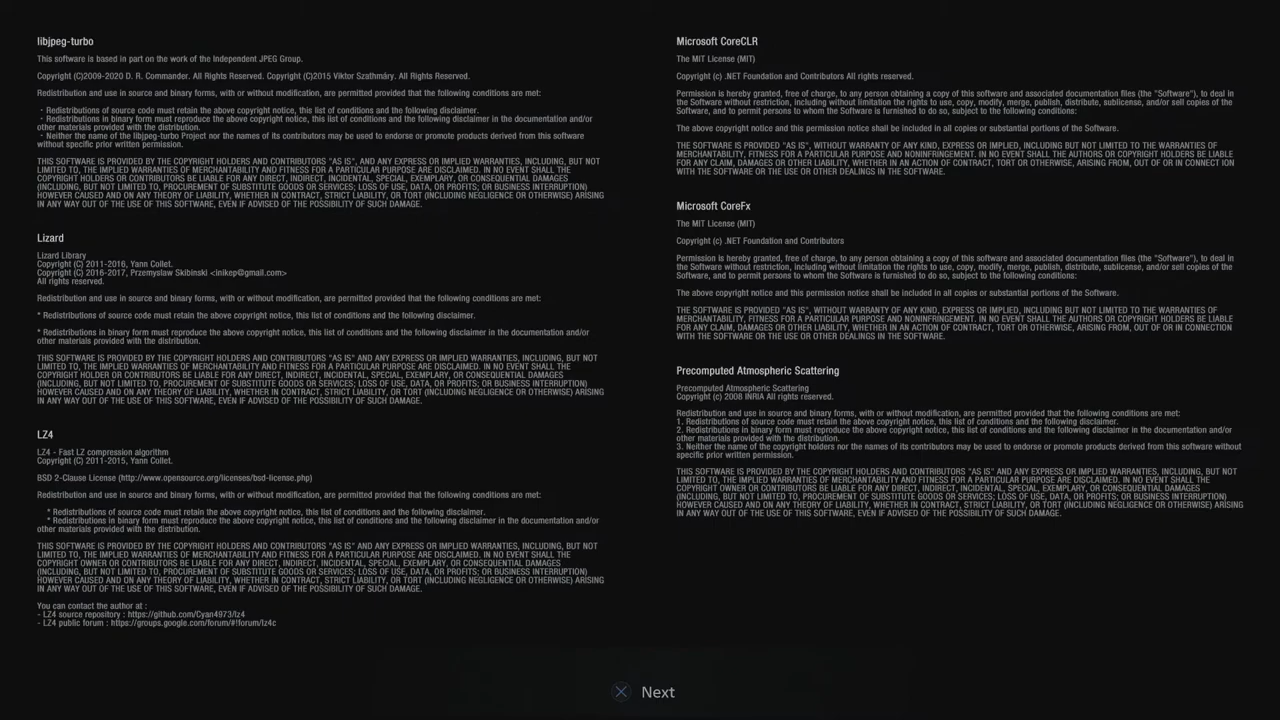 libjpeg-turbo
This software is based in part on the work of the Independent JPEG Group.
Copyright (C)2009-2020 D. R. Commander. All Rights Reserved. Copyright (C)2015 Viktor Szathmáry. All Rights Reserved.
Redistribution and use in source and binary forms, with or without modification, are permitted provided that the following conditions are met:
- Redistributions of source code must retain the above copyright notice, this list of conditions and the following disclaimer.
- Redistributions in binary form must reproduce the above copyright notice, this list of conditions and the following disclaimer in the documentation and/or
other materials provided with the distribution.
- Neither the name of the libjpeg-turbo Project nor the names of its contributors may be used to endorse or promote products derived from this software
without specific prior written permission.
THIS SOFTWARE IS PROVIDED BY THE COPYRIGHT HOLDERS AND CONTRIBUTORS "AS IS", AND ANY EXPRESS OR IMPLIED WARRANTIES, INCLUDING, BUT NOT
LIMITED TO, THE IMPLIED WARRANTIES OF MERCHANTABILITY AND FITNESS FOR A PARTICULAR PURPOSE ARE DISCLAIMED. IN NO EVENT SHALL THE
COPYRIGHT HOLDERS OR CONTRIBUTORS BE LIABLE FOR ANY DIRECT, INDIRECT, INCIDENTAL, SPECIAL, EXEMPLARY, OR CONSEQUENTIAL DAMAGES
(INCLUDING, BUT NOT LIMITED TO, PROCUREMENT OF SUBSTITUTE GOODS OR SERVICES; LOSS OF USE, DATA, OR PROFITS; OR BUSINESS INTERRUPTION)
HOWEVER CAUSED AND ON ANY THEORY OF LIABILITY, WHETHER IN CONTRACT, STRICT LIABILITY, OR TORT (INCLUDING NEGLIGENCE OR OTHERWISE) ARISING
IN ANY WAY OUT OF THE USE OF THIS SOFTWARE, EVEN IF ADVISED OF THE POSSIBILITY OF SUCH DAMAGE.
Lizard
Lizard Library
Copyright (C) 2011-2016, Yann Collet.
Copyright (C) 2016-2017, Przemyslaw Skibinski <inikep@gmail.com>
All rights reserved.
Redistribution and use in source and binary forms, with or without modification, are permitted provided that the following conditions are met:
* Redistributions of source code must retain the above copyright notice, this list of conditions and the following disclaimer.
* Redistributions in binary form must reproduce the above copyright notice, this list of conditions and the following disclaimer in the documentation and/or
other materials provided with the distribution.
THIS SOFTWARE IS PROVIDED BY THE COPYRIGHT HOLDERS AND CONTRIBUTORS "AS IS" AND ANY EXPRESS OR IMPLIED WARRANTIES, INCLUDING, BUT NOT
LIMITED TO, THE IMPLIED WARRANTIES OF MERCHANTABILITY AND FITNESS FOR A PARTICULAR PURPOSE ARE DISCLAIMED. IN NO EVENT SHALL THE
COPYRIGHT HOLDER OR CONTRIBUTORS BE LIABLE FOR ANY DIRECT, INDIRECT, INCIDENTAL, SPECIAL, EXEMPLARY, OR CONSEQUENTIAL DAMAGES
(INCLUDING, BUT NOT LIMITED TO, PROCUREMENT OF SUBSTITUTE GOODS OR SERVICES; LOSS OF USE, DATA, OR PROFITS; OR BUSINESS INTERRUPTION)
HOWEVER CAUSED AND ON ANY THEORY OF LIABILITY, WHETHER IN CONTRACT, STRICT LIABILITY, OR TORT (INCLUDING NEGLIGENCE OR OTHERWISE) ARISING
IN ANY WAY OUT OF THE USE OF THIS SOFTWARE, EVEN IF ADVISED OF THE POSSIBILITY OF SUCH DAMAGE.
LZ4
LZ4 - Fast LZ compression algorithm
Copyright (C) 2011-2015, Yann Collet.
BSD 2-Clause License (http://www.opensource.org/licenses/bsd-license.php)
Redistribution and use in source and binary forms, with or without modification, are permitted provided that the following conditions are met:
* Redistributions of source code must retain the above copyright notice, this list of conditions and the following disclaimer.
* Redistributions in binary form must reproduce the above copyright notice, this list of conditions and the following disclaimer in the documentation and/or
other materials provided with the distribution.
THIS SOFTWARE IS PROVIDED BY THE COPYRIGHT HOLDERS AND CONTRIBUTORS "AS IS" AND ANY EXPRESS OR IMPLIED WARRANTIES, INCLUDING, BUT NOT
LIMITED TO, THE IMPLIED WARRANTIES OF MERCHANTABILITY AND FITNESS FOR A PARTICULAR PURPOSE ARE DISCLAIMED. IN NO EVENT SHALL THE
COPYRIGHT OWNER OR CONTRIBUTORS BE LIABLE FOR ANY DIRECT, INDIRECT, INCIDENTAL, SPECIAL, EXEMPLARY, OR CONSEQUENTIAL DAMAGES
(INCLUDING, BUT NOT LIMITED TO, PROCUREMENT OF SUBSTITUTE GOODS OR SERVICES; LOSS OF USE, DATA, OR PROFITS; OR BUSINESS INTERRUPTION)
HOWEVER CAUSED AND ON ANY THEORY OF LIABILITY, WHETHER IN CONTRACT, STRICT LIABILITY, OR TORT (INCLUDING NEGLIGENCE OR OTHERWISE) ARISING
IN ANY WAY OUT OF THE USE OF THIS SOFTWARE, EVEN IF ADVISED OF THE POSSIBILITY OF SUCH DAMAGE.
You can contact the author at :
- LZ4 source repository : https://github.com/Cyan4973/lz4
- LZ4 public forum : https://groups.google.com/forum/#!forum/lz4c
Microsoft CoreCLR
The MIT License (MIT)
Copyright (c) .NET Foundation and Contributors All rights reserved.
Permission is hereby granted, free of charge, to any person obtaining a copy of this software and associated documentation files (the "Software"), to deal in
the Software without restriction, including without limitation the rights to use, copy, modify, merge, publish, distribute, sublicense, and/or sell copies of the
Software, and to permit persons to whom the Software is furnished to do so, subject to the following conditions:
The above copyright notice and this permission notice shall be included in all copies or substantial portions of the Software.
THE SOFTWARE IS PROVIDED "AS IS", WITHOUT WARRANTY OF ANY KIND, EXPRESS OR IMPLIED, INCLUDING BUT NOT LIMITED TO THE WARRANTIES OF
MERCHANTABILITY, FITNESS FOR A PARTICULAR PURPOSE AND NONINFRINGEMENT. IN NO EVENT SHALL THE AUTHORS OR COPYRIGHT HOLDERS BE LIABLE
FOR ANY CLAIM, DAMAGES OR OTHER LIABILITY, WHETHER IN AN ACTION OF CONTRACT, TORT OR OTHERWISE, ARISING FROM, OUT OF OR IN CONNECTION
WITH THE SOFTWARE OR THE USE OR OTHER DEALINGS IN THE SOFTWARE.
Microsoft CoreFx
The MIT License (MIT)
Copyright (c) .NET Foundation and Contributors
Permission is hereby granted, free of charge, to any person obtaining a copy of this software and associated documentation files (the "Software"), to deal in
the Software without restriction, including without limitation the rights to use, copy, modify, merge, publish, distribute, sublicense, and/or sell copies of the
Software, and to permit persons to whom the Software is furnished to do so, subject to the following conditions:
The above copyright notice and this permission notice shall be included in all copies or substantial portions of the Software.
THE SOFTWARE IS PROVIDED "AS IS", WITHOUT WARRANTY OF ANY KIND, EXPRESS OR IMPLIED, INCLUDING BUT NOT LIMITED TO THE WARRANTIES OF
MERCHANTABILITY, FITNESS FOR A PARTICULAR PURPOSE AND NONINFRINGEMENT. IN NO EVENT SHALL THE AUTHORS OR COPYRIGHT HOLDERS BE LIABLE
FOR ANY CLAIM, DAMAGES OR OTHER LIABILITY, WHETHER IN AN ACTION OF CONTRACT, TORT OR OTHERWISE, ARISING FROM, OUT OF OR IN CONNECTION
WITH THE SOFTWARE OR THE USE OR OTHER DEALINGS IN THE SOFTWARE.
Precomputed Atmospheric Scattering
Precomputed Atmospheric Scattering
Copyright (c) 2008 INRIA All rights reserved.
Redistribution and use in source and binary forms, with or without modification, are permitted provided that the following conditions are met:
1. Redistributions of source code must retain the above copyright notice, this list of conditions and the following disclaimer.
2. Redistributions in binary form must reproduce the above copyright notice, this list of conditions and the following disclaimer in the documentation and/or
other materials provided with the distribution.
3. Neither the name of the copyright holders nor the names of its contributors may be used to endorse or promote products derived from this software without
specific prior written permission.
THIS SOFTWARE IS PROVIDED BY THE COPYRIGHT HOLDERS AND CONTRIBUTORS "AS IS" AND ANY EXPRESS OR IMPLIED WARRANTIES, INCLUDING, BUT NOT
LIMITED TO, THE IMPLIED WARRANTIES OF MERCHANTABILITY AND FITNESS FOR A PARTICULAR PURPOSE ARE DISCLAIMED. IN NO EVENT SHALL THE
COPYRIGHT OWNER OR CONTRIBUTORS BE LIABLE FOR ANY DIRECT, INDIRECT, INCIDENTAL, SPECIAL, EXEMPLARY, OR CONSEQUENTIAL DAMAGES
(INCLUDING, BUT NOT LIMITED TO, PROCUREMENT OF SUBSTITUTE GOODS OR SERVICES; LOSS OF USE, DATA, OR PROFITS; OR BUSINESS INTERRUPTION)
HOWEVER CAUSED AND ON ANY THEORY OF LIABILITY, WHETHER IN CONTRACT, STRICT LIABILITY, OR TORT (INCLUDING NEGLIGENCE OR OTHERWISE) ARISING
IN ANY WAY OUT OF THE USE OF THIS SOFTWARE, EVEN IF ADVISED OF THE POSSIBILITY OF SUCH DAMAGE.
Next